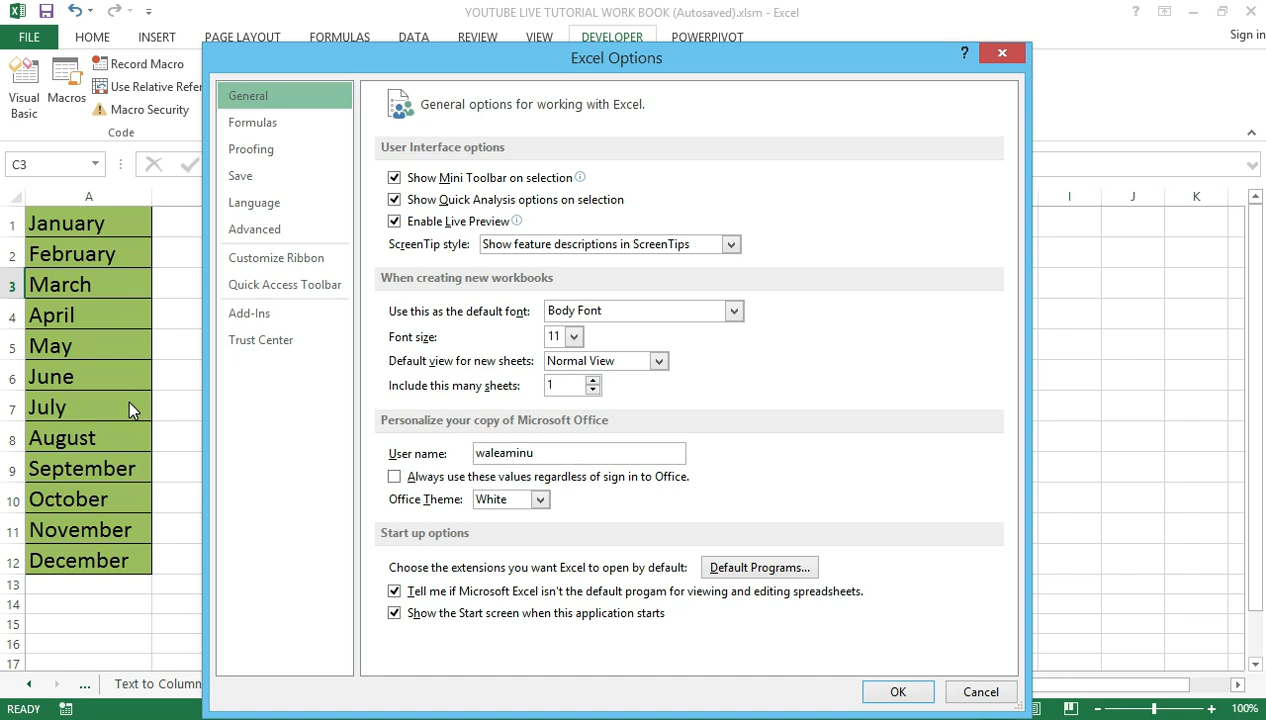 YOUTUBE LIVE TUTORIAL WORK BOOK (Autosaved).xlsm - Excel
?
FILE HOME INSERT PAGE LAYOUT FORMULAS DATA REVIEW VIEW DEVELOPER POWERPIVOT Sign in
Visual Basic
Macros
Record Macro
Use Relative Refer
Macro Security
Code
C3
A I J K
1 January
2 February
3 March
4 April
5 May
6 June
7 July
8 August
9 September
10 October
11 November
12 December
13
14
15
16
17
... Text to Column
READY
100%
Excel Options
?
General
Formulas
Proofing
Save
Language
Advanced
Customize Ribbon
Quick Access Toolbar
Add-Ins
Trust Center
General options for working with Excel.
User Interface options
Show Mini Toolbar on selection
Show Quick Analysis options on selection
Enable Live Preview
ScreenTip style: Show feature descriptions in ScreenTips
When creating new workbooks
Use this as the default font: Body Font
Font size: 11
Default view for new sheets: Normal View
Include this many sheets: 1
Personalize your copy of Microsoft Office
User name: waleaminu
Always use these values regardless of sign in to Office.
Office Theme: White
Start up options
Choose the extensions you want Excel to open by default: Default Programs...
Tell me if Microsoft Excel isn't the default progam for viewing and editing spreadsheets.
Show the Start screen when this application starts
OK Cancel